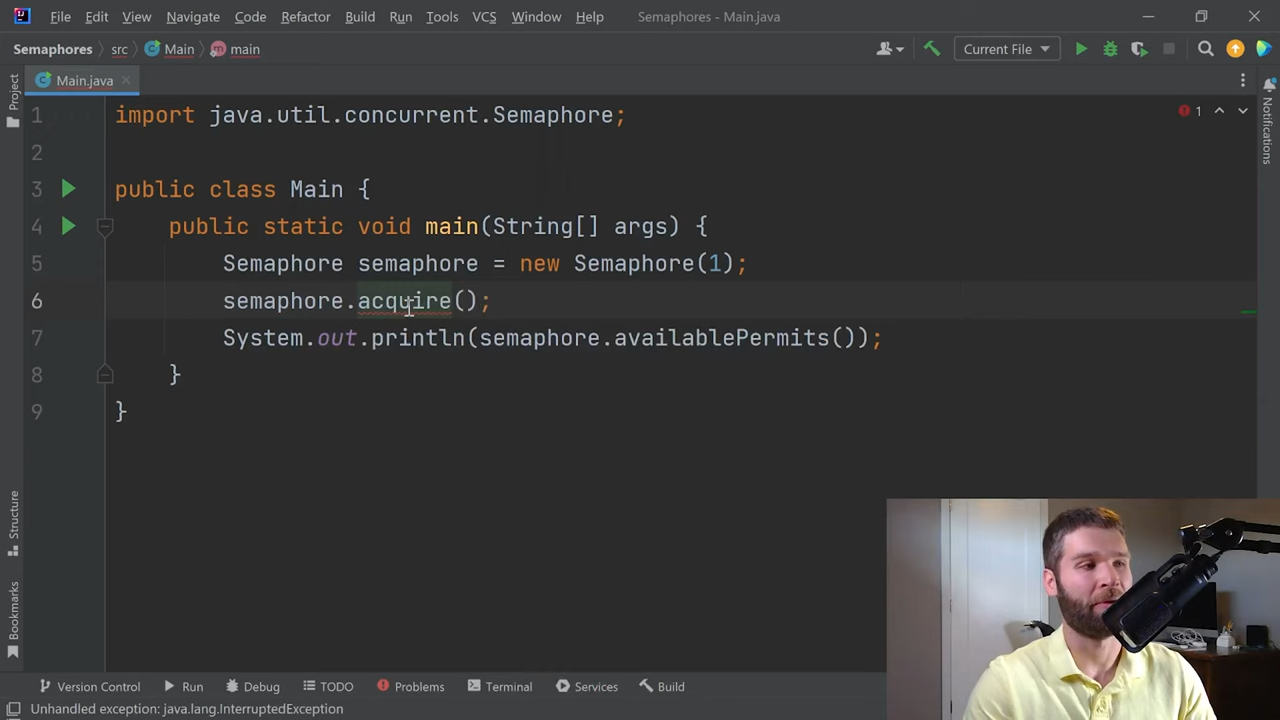 File Edit View Navigate Code Refactor Build Run Tools VCS Window Help Semaphores - Main.java
Semaphores src Main main Current File
Project
Main.java
1 import java.util.concurrent.Semaphore;
1
2
3 public class Main {
4 public static void main(String[] args) {
5 Semaphore semaphore = new Semaphore(1);
6 semaphore.acquire();
7 System.out.println(semaphore.availablePermits());
8 }
9 }
Notifications
Structure
Bookmarks
Version Control Run Debug TODO Problems Terminal Services Build
Unhandled exception: java.lang.InterruptedException